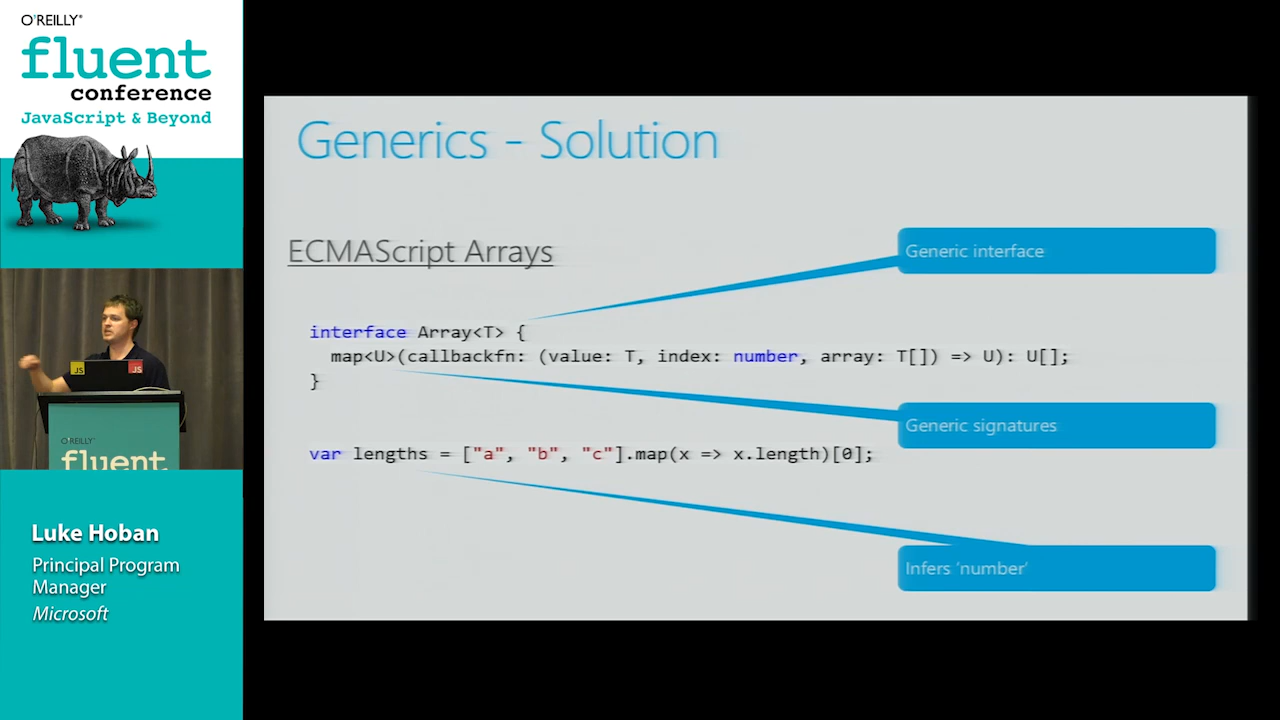 O'REILLY®
fluent
conference
JavaScript & Beyond
JS JS
O'REILLY®
fluent
Luke Hoban
Principal Program
Manager
Microsoft
Generics - Solution
ECMAScript Arrays
Generic interface
interface Array<T> {
map<U>(callbackfn: (value: T, index: number, array: T[]) => U): U[];
}
Generic signatures
var lengths = ["a", "b", "c"].map(x => x.length)[0];
Infers 'number'